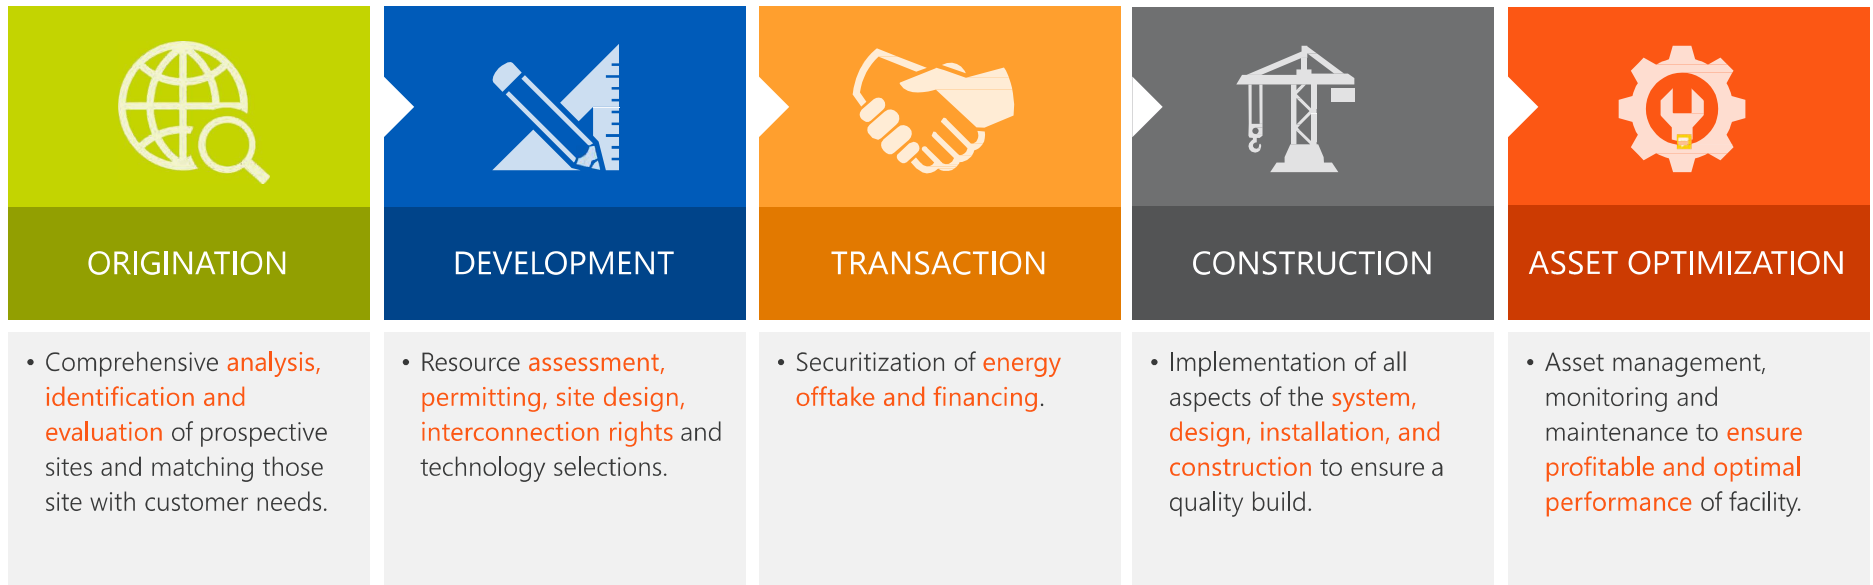 ORIGINATION
DEVELOPMENT
TRANSACTION
CONSTRUCTION
ASSET OPTIMIZATION
• Comprehensive analysis,
identification and
evaluation of prospective
sites and matching those
site with customer needs.
• Resource assessment,
permitting, site design,
interconnection rights and
technology selections.
• Securitization of energy
offtake and financing.
• Implementation of all
aspects of the system,
design, installation, and
construction to ensure a
quality build.
• Asset management,
monitoring and
maintenance to ensure
profitable and optimal
performance of facility.